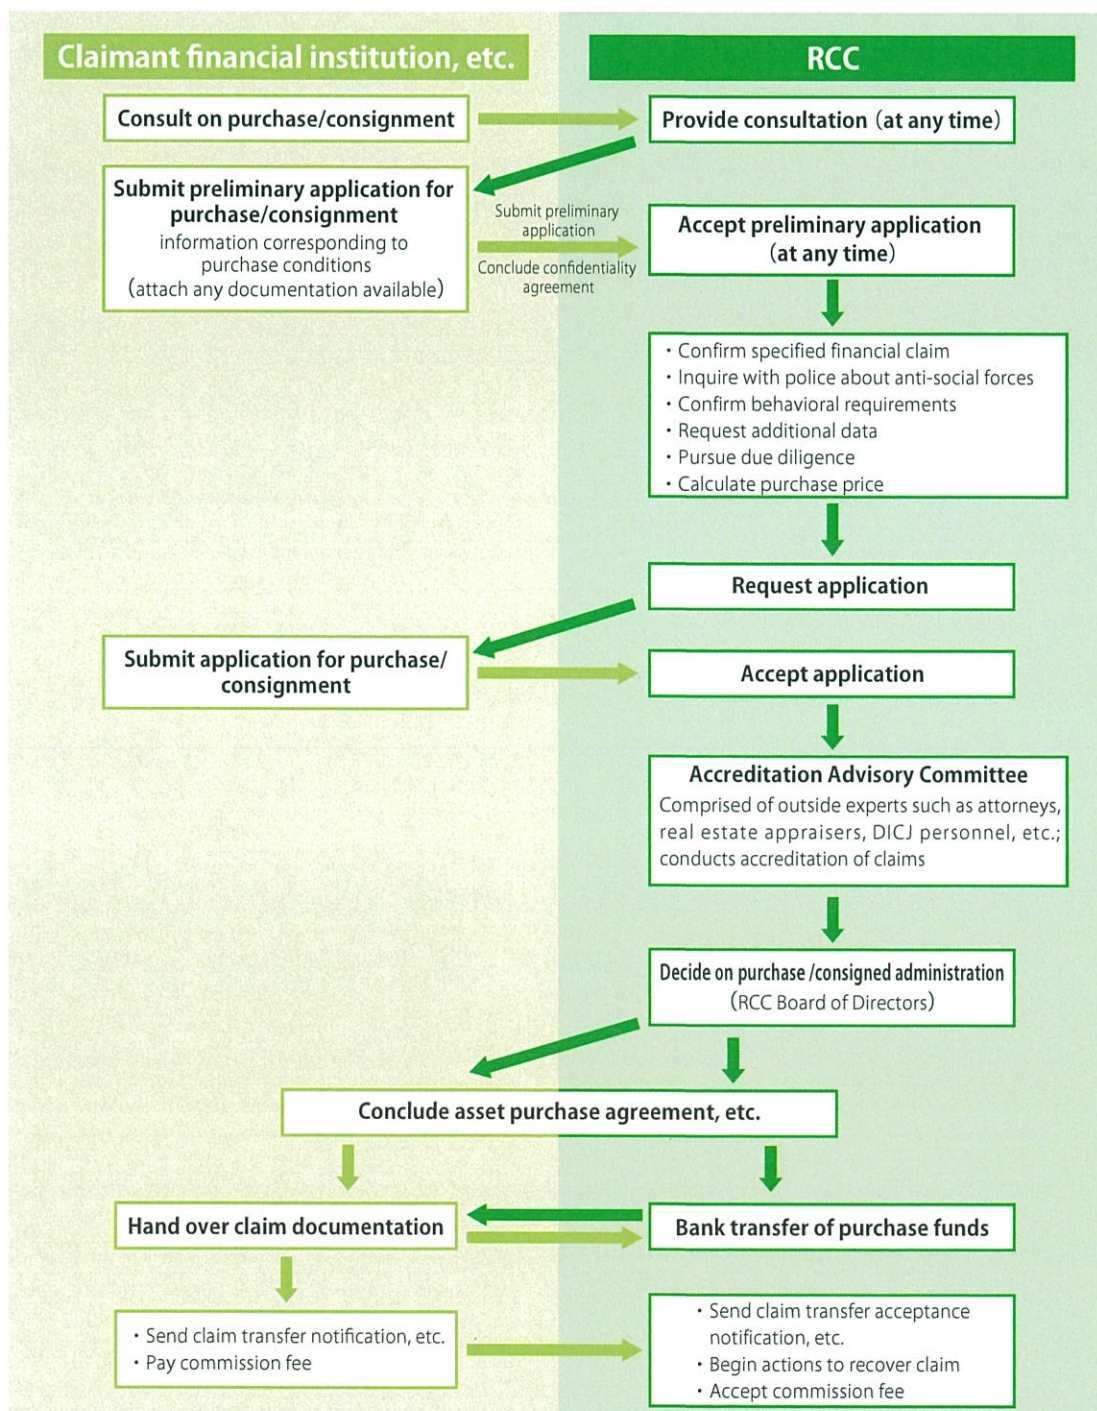 Claimant financial institution, etc.
RCC
Consult on purchase/consignment
Provide consultation (at any time)
Submit preliminary application for
purchase/consignment
information corresponding to
purchase conditions
(attach any documentation available)
Submit preliminary
application
Conclude confidentiality
agreement
Accept preliminary application
(at any time)
・Confirm specified financial claim
・Inquire with police about anti-social forces
・Confirm behavioral requirements
・Request additional data
・Pursue due diligence
・Calculate purchase price
Request application
Submit application for purchase/
consignment
Accept application
Accreditation Advisory Committee
Comprised of outside experts such as attorneys,
real estate appraisers, DICJ personnel, etc.;
conducts accreditation of claims
Decide on purchase /consigned administration
(RCC Board of Directors)
Conclude asset purchase agreement, etc.
Hand over claim documentation
Bank transfer of purchase funds
・Send claim transfer notification, etc.
・Pay commission fee
・Send claim transfer acceptance
notification, etc.
・Begin actions to recover claim
・Accept commission fee